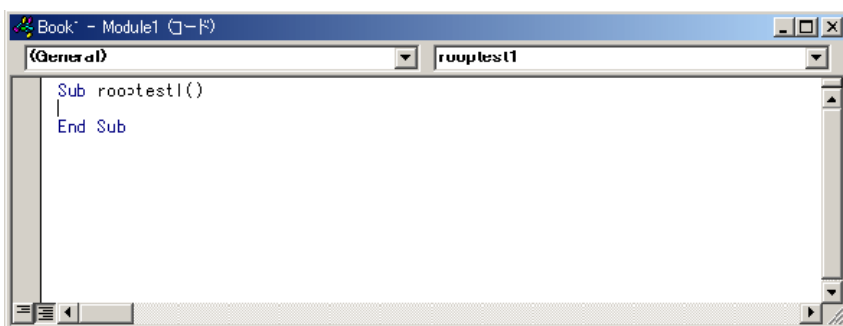 Book1 - Module1 (コード)
(General)
rooptest1
Sub rooptest1()
End Sub